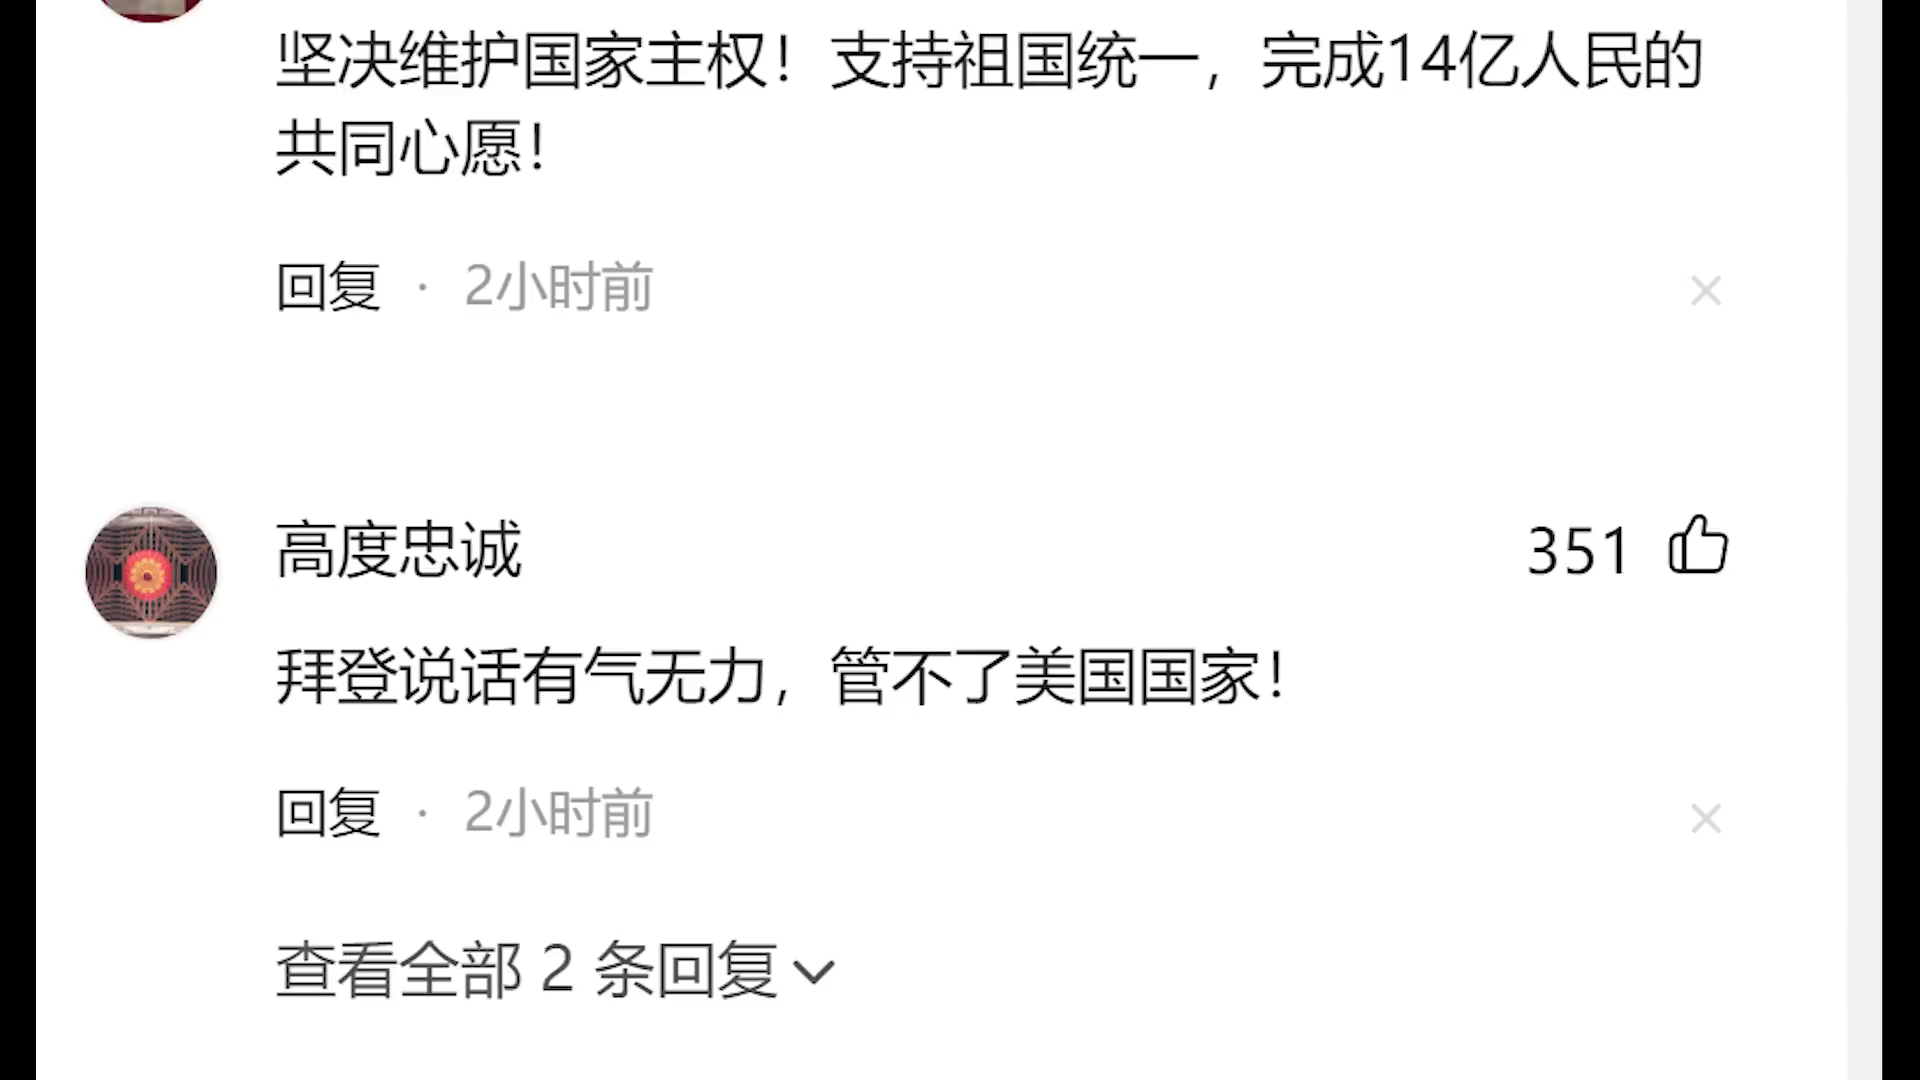 坚决维护国家主权！支持祖国统一，完成14亿人民的
共同心愿！
回复 · 2小时前
高度忠诚
351
拜登说话有气无力，管不了美国国家！
回复 · 2小时前
查看全部 2 条回复